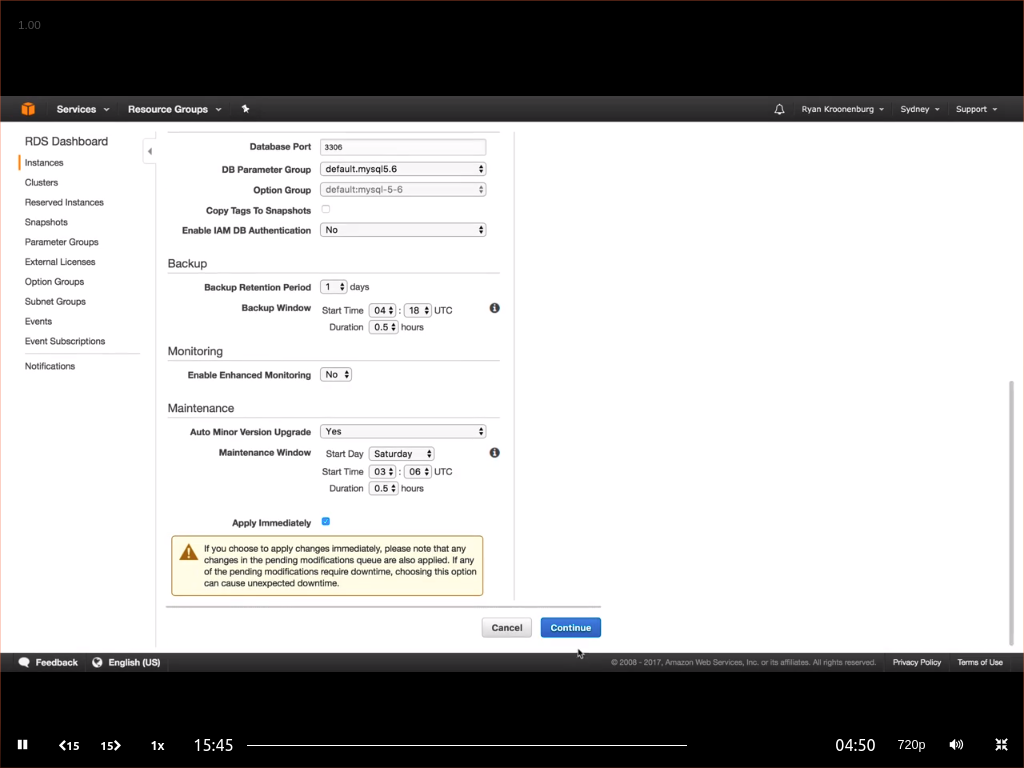 1.00
Services Resource Groups Ryan Kroonenburg Sydney Support
RDS Dashboard
Instances
Clusters
Reserved Instances
Snapshots
Parameter Groups
External Licenses
Option Groups
Subnet Groups
Events
Event Subscriptions
Notifications
Database Port 3306
DB Parameter Group default.mysql5.6
Option Group default:mysql-5-6
Copy Tags To Snapshots
Enable IAM DB Authentication No
Backup
Backup Retention Period 1 days
Backup Window Start Time 04 : 18 UTC
Duration 0.5 hours
Monitoring
Enable Enhanced Monitoring No
Maintenance
Auto Minor Version Upgrade Yes
Maintenance Window Start Day Saturday
Start Time 03 : 06 UTC
Duration 0.5 hours
Apply Immediately
If you choose to apply changes immediately, please note that any
changes in the pending modifications queue are also applied. If any
of the pending modifications require downtime, choosing this option
can cause unexpected downtime.
Cancel Continue
Feedback English (US) © 2008 - 2017, Amazon Web Services, Inc. or its affiliates. All rights reserved. Privacy Policy Terms of Use
15 15 1x 15:45 04:50 720p